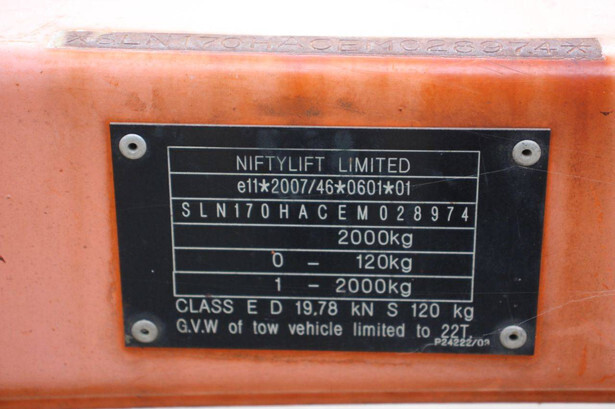 *SLN170HACEM028974*
NIFTYLIFT LIMITED
e11*2007/46*0601*01
SLN170HACEM028974
2000kg
0 - 120kg
1 - 2000kg
CLASS E D 19.78 kN S 120 kg
G.V.W of tow vehicle limited to 22T.
P24222/03